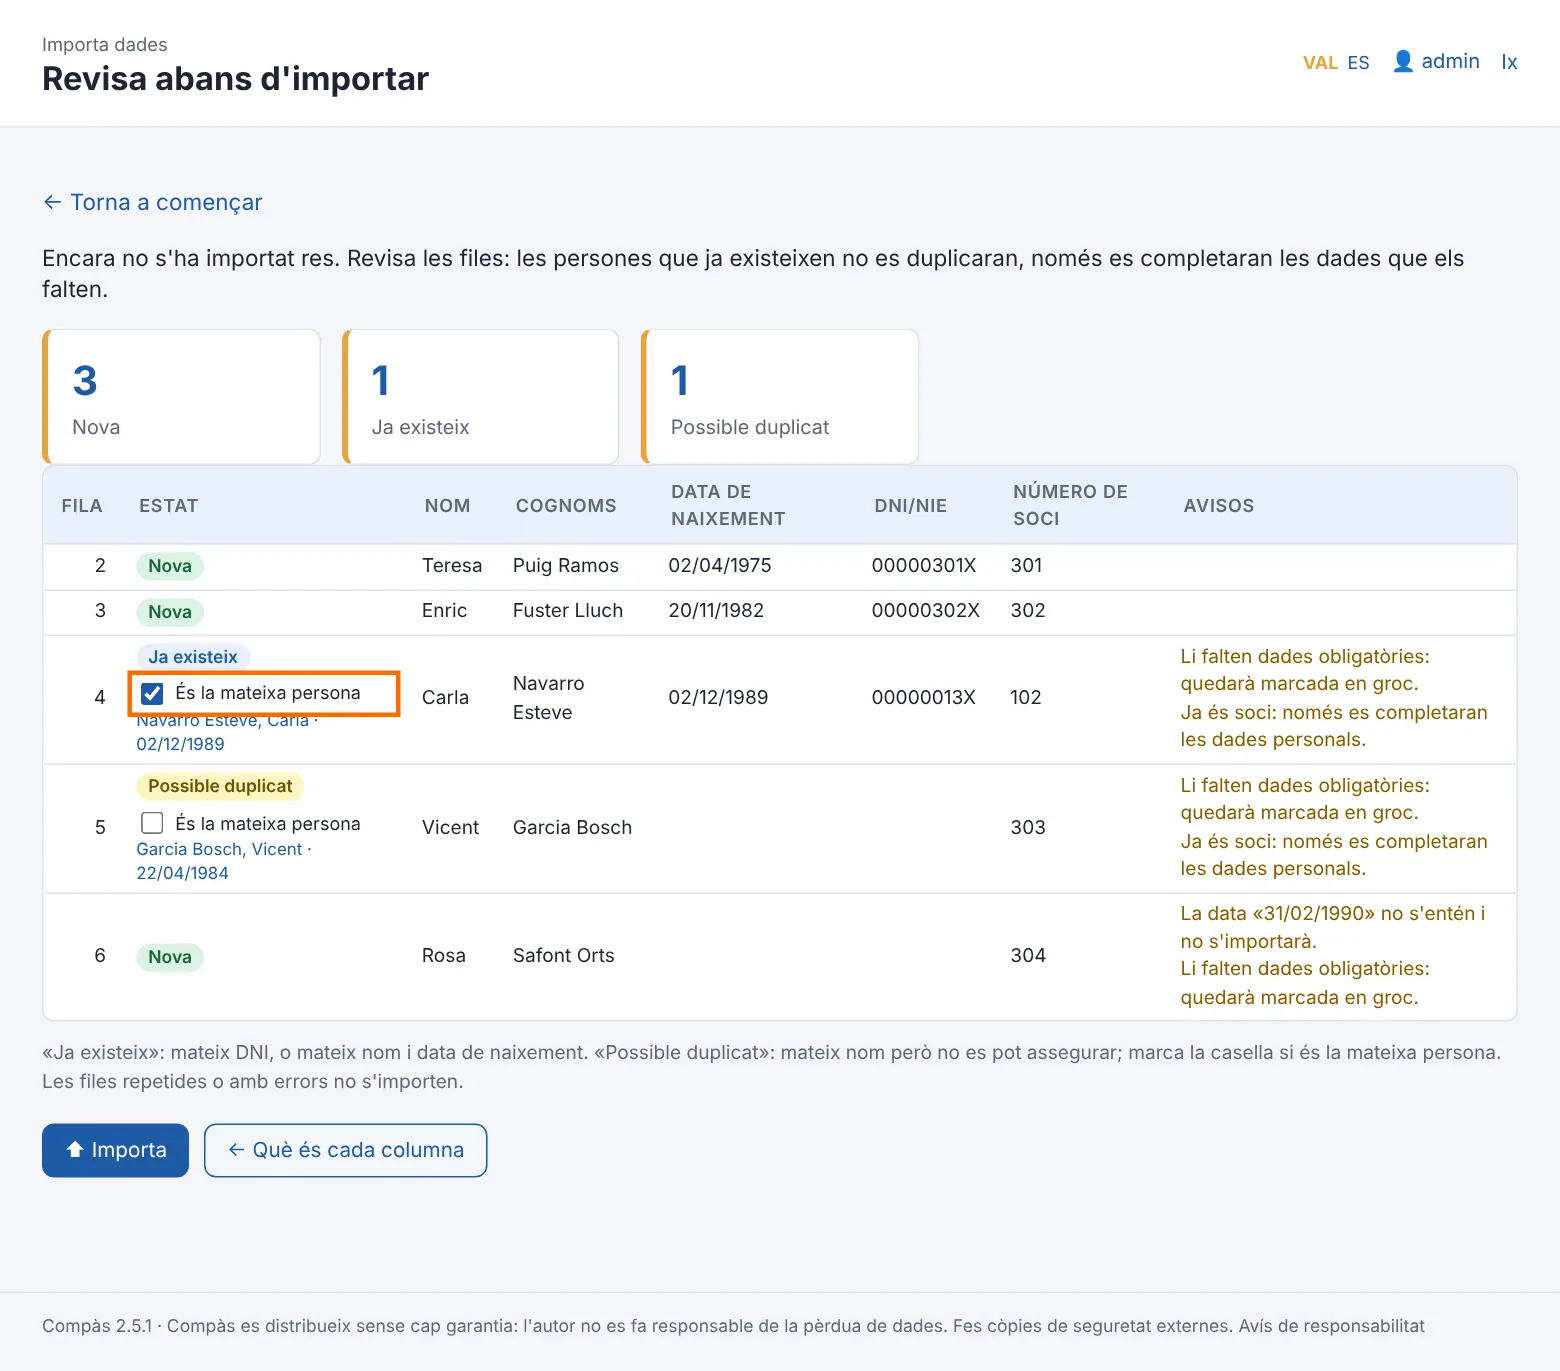 Importa dades
Revisa abans d'importar
VAL ES admin Ix
← Torna a començar
Encara no s'ha importat res. Revisa les files: les persones que ja existeixen no es duplicaran, només es completaran les dades que els
falten.
3
Nova
1
Ja existeix
1
Possible duplicat
FILA ESTAT NOM COGNOMS DATA DE NAIXEMENT DNI/NIE NÚMERO DE SOCI AVISOS
2 Nova Teresa Puig Ramos 02/04/1975 00000301X 301
3 Nova Enric Fuster Lluch 20/11/1982 00000302X 302
4 Ja existeix
És la mateixa persona
Navarro Esteve, Carla ·
02/12/1989
Carla
Navarro
Esteve
02/12/1989 00000013X 102
Li falten dades obligatòries:
quedarà marcada en groc.
Ja és soci: només es completaran
les dades personals.
5 Possible duplicat
És la mateixa persona
Garcia Bosch, Vicent ·
22/04/1984
Vicent Garcia Bosch 303
Li falten dades obligatòries:
quedarà marcada en groc.
Ja és soci: només es completaran
les dades personals.
6 Nova Rosa Safont Orts 304
La data «31/02/1990» no s'entén i
no s'importarà.
Li falten dades obligatòries:
quedarà marcada en groc.
«Ja existeix»: mateix DNI, o mateix nom i data de naixement. «Possible duplicat»: mateix nom però no es pot assegurar; marca la casella si és la mateixa persona.
Les files repetides o amb errors no s'importen.
Importa
← Què és cada columna
Compàs 2.5.1 · Compàs es distribueix sense cap garantia: l'autor no es fa responsable de la pèrdua de dades. Fes còpies de seguretat externes. Avís de responsabilitat